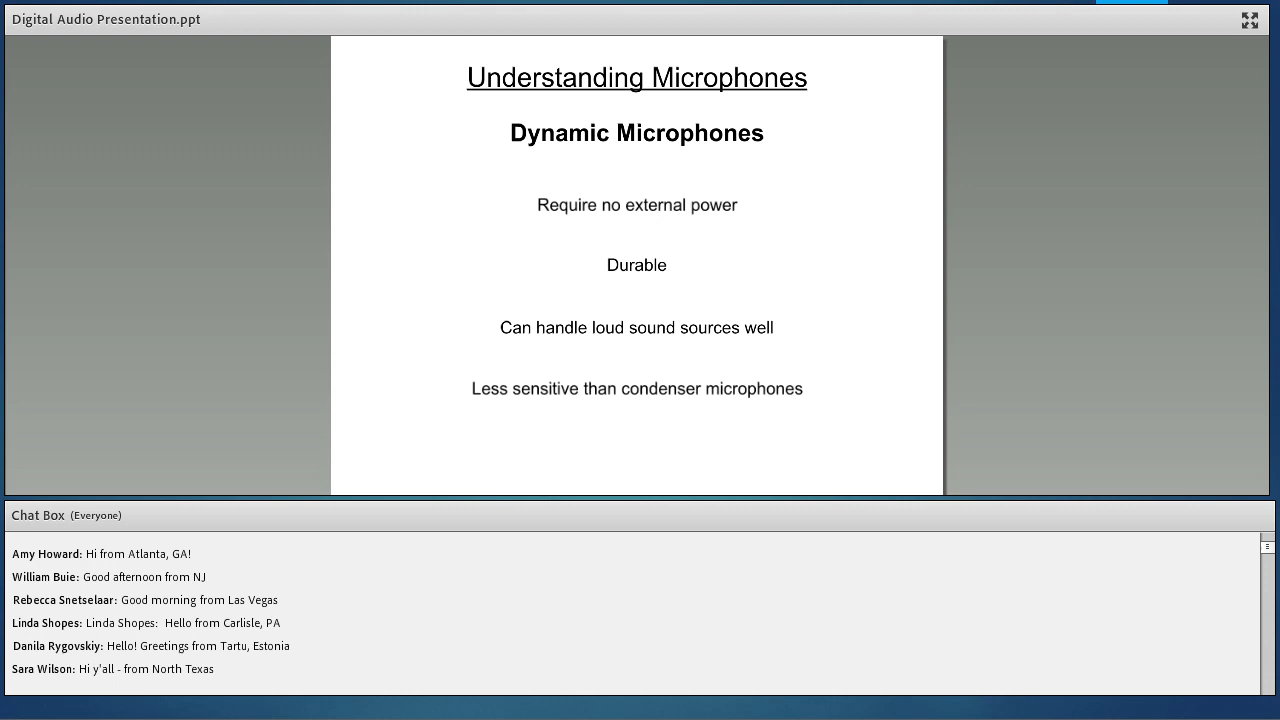 Digital Audio Presentation.ppt
Understanding Microphones
Dynamic Microphones
Require no external power
Durable
Can handle loud sound sources well
Less sensitive than condenser microphones
Chat Box (Everyone)
Amy Howard: Hi from Atlanta, GA!
William Buie: Good afternoon from NJ
Rebecca Snetselaar: Good morning from Las Vegas
Linda Shopes: Linda Shopes: Hello from Carlisle, PA
Danila Rygovskiy: Hello! Greetings from Tartu, Estonia
Sara Wilson: Hi y'all - from North Texas